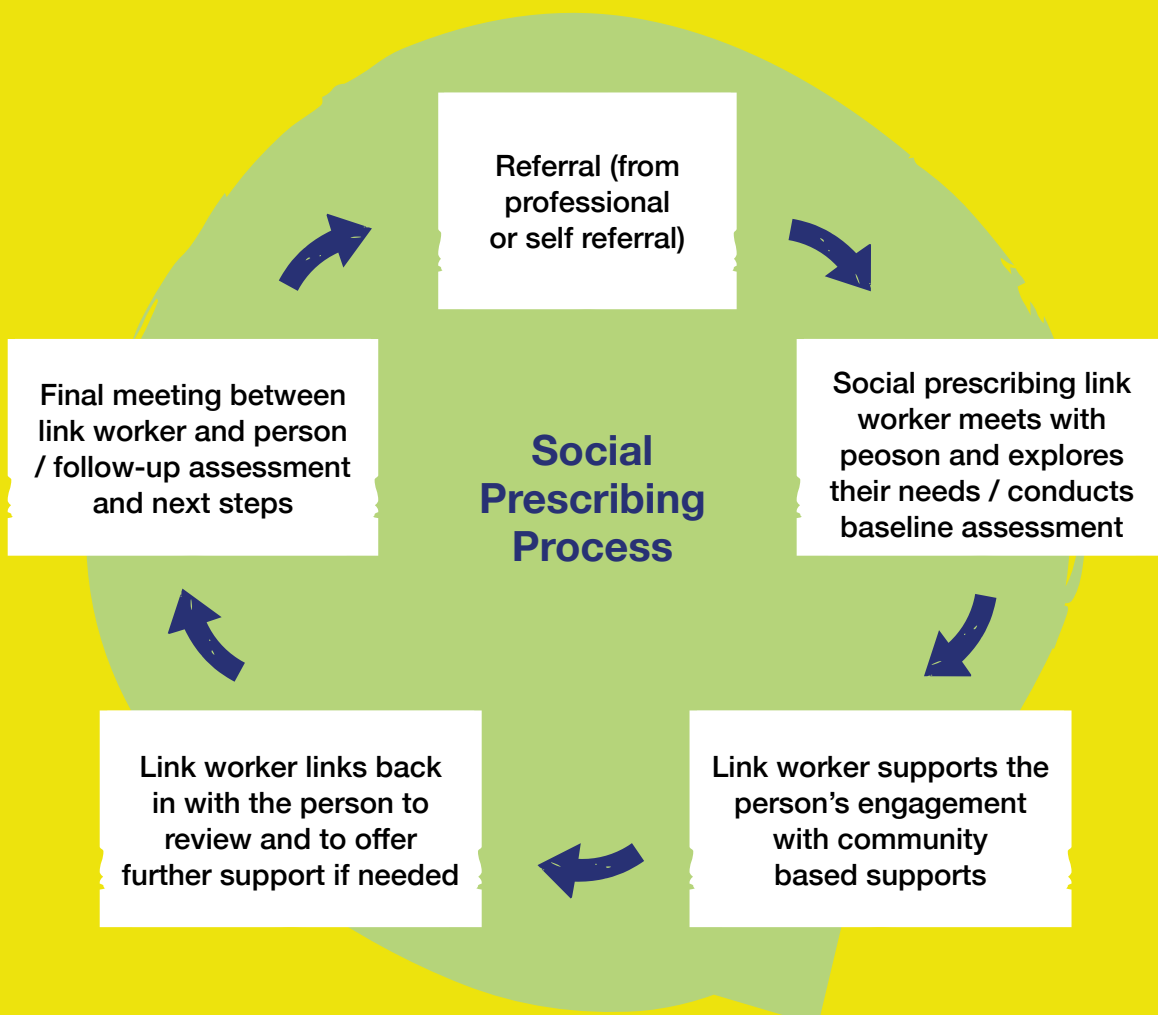 Referral (from
professional
or self referral)
Social prescribing link
worker meets with
peoson and explores
their needs / conducts
baseline assessment
Link worker supports the
person's engagement
with community
based supports
Link worker links back
in with the person to
review and to offer
further support if needed
Final meeting between
link worker and person
/ follow-up assessment
and next steps
Social
Prescribing
Process